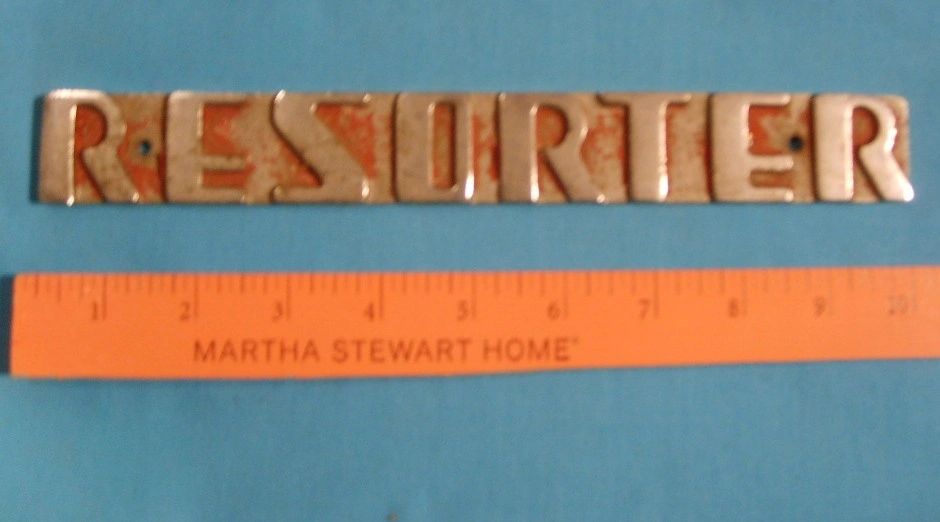 RESORTER
1 2 3 4 5 6 7 8 9 10
MARTHA STEWART HOME